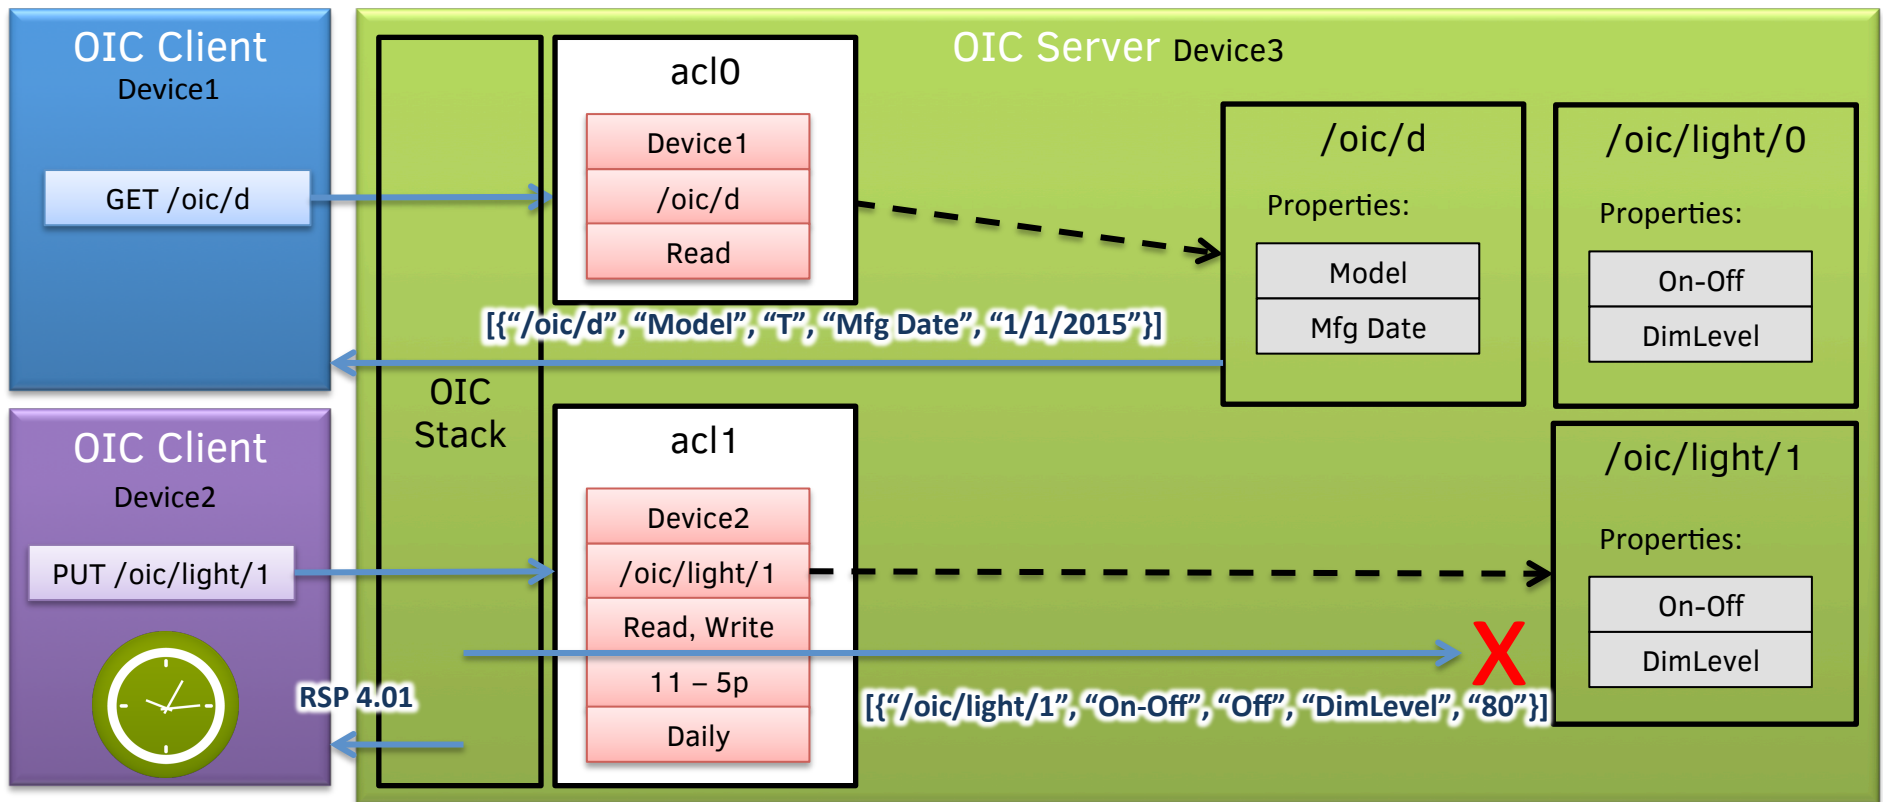 OIC Client
Device1
GET /oic/d
OIC Client
Device2
PUT /oic/light/1
RSP 4.01
OIC
Stack
OIC Server Device3
acl0
Device1
/oic/d
Read
[{“/oic/d”, “Model”, “T”, “Mfg Date”, “1/1/2015”}]
acl1
Device2
/oic/light/1
Read, Write
11 – 5p
Daily
X
[{“/oic/light/1”, “On-Off”, “Off”, “DimLevel”, “80”}]
/oic/d
Properties:
Model
Mfg Date
/oic/light/0
Properties:
On-Off
DimLevel
/oic/light/1
Properties:
On-Off
DimLevel